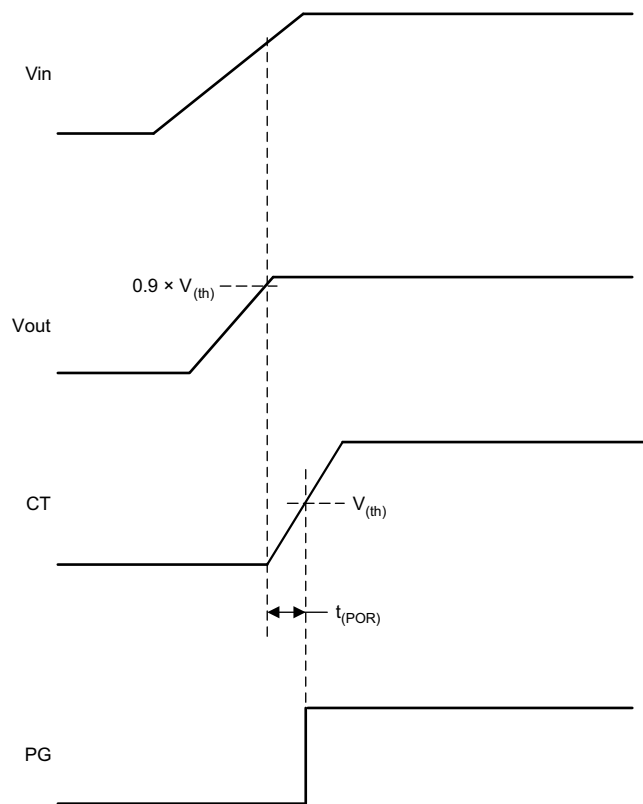 Vin
0.9 × V(th)
Vout
CT
V(th)
t(POR)
PG